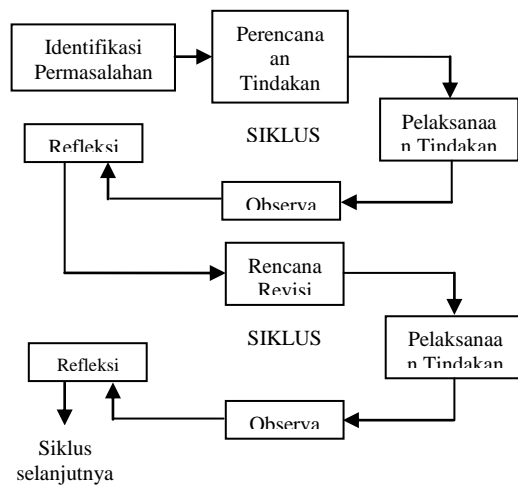 Identifikasi
Permasalahan
Perencana
an
Tindakan
Pelaksanaa
n Tindakan
SIKLUS
Refleksi
Observa
Rencana
Revisi
Pelaksanaa
n Tindakan
SIKLUS
Refleksi
Observa
Siklus
selanjutnya